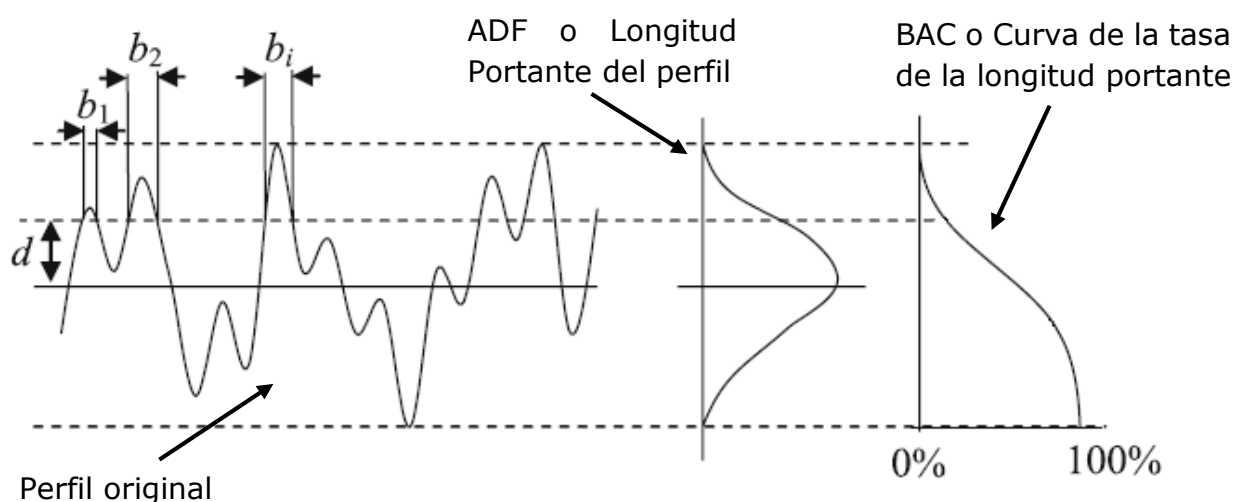 ADF o Longitud
Portante del perfil
BAC o Curva de la tasa
de la longitud portante
b1
b2
bi
d
0%
100%
Perfil original